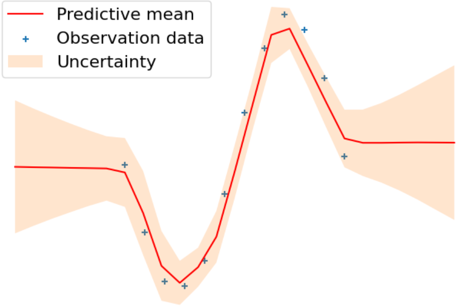 Predictive mean
Observation data
Uncertainty